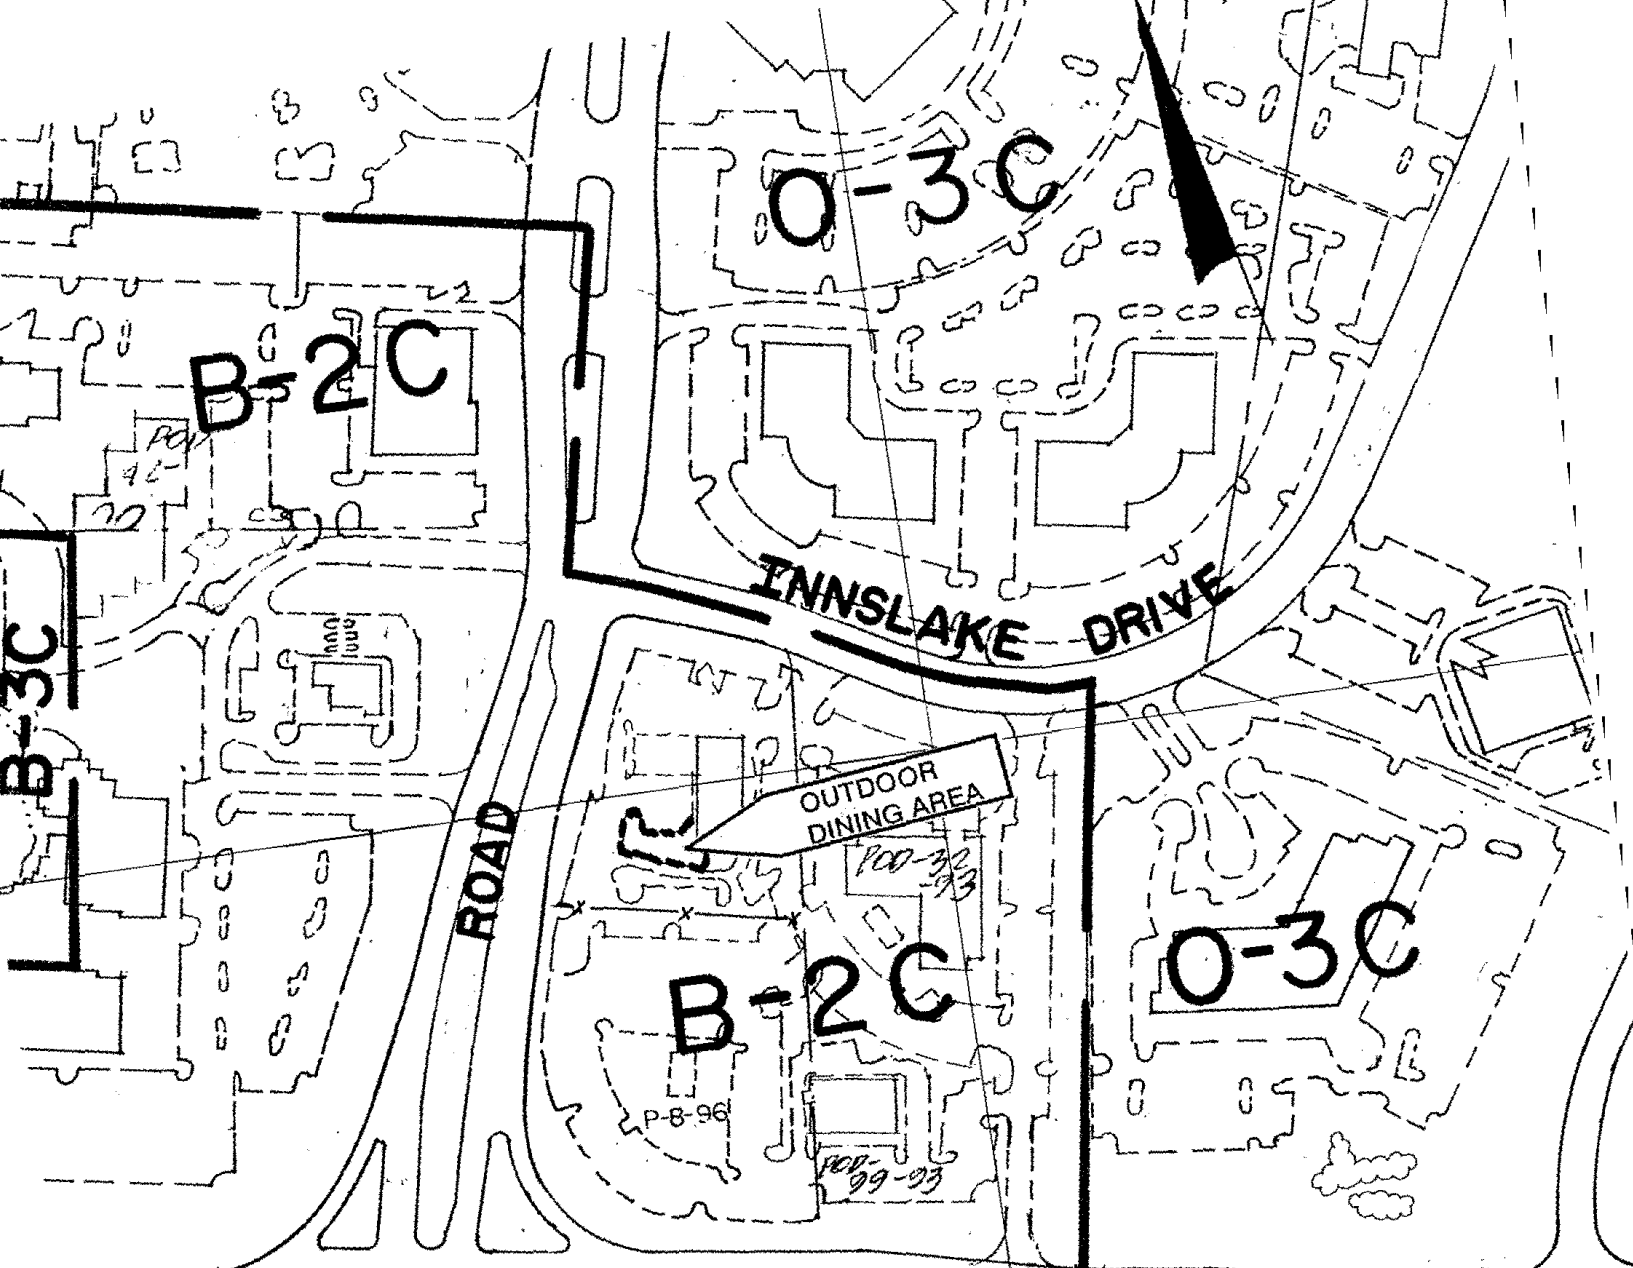 O-3C
B-2C
INNSLAKE DRIVE
B-3C
OUTDOOR
DINING AREA
ROAD
POD-32
-93
O-3C
B-2C
P-8-96
POD-
99-93